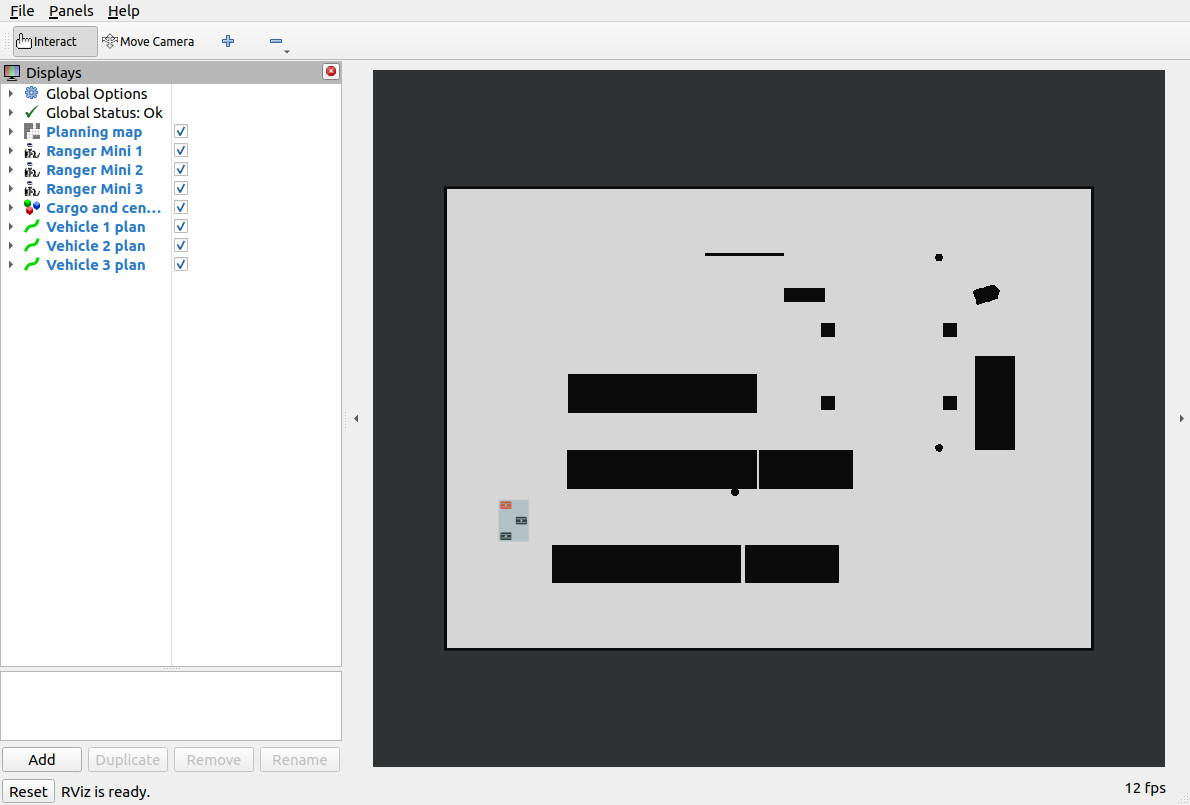 File Panels Help
Interact Move Camera
Displays
Global Options
Global Status: Ok
Planning map
Ranger Mini 1
Ranger Mini 2
Ranger Mini 3
Cargo and cen...
Vehicle 1 plan
Vehicle 2 plan
Vehicle 3 plan
Add Duplicate Remove Rename
Reset RViz is ready. 12 fps